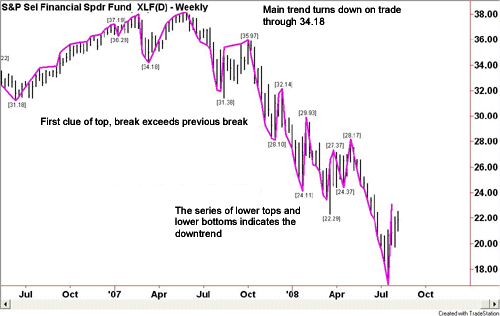 S&P Sel Financial Spdr Fund XLF(D) - Weekly
Main trend turns down on trade
through 34.18
38.00
[37.19]
36.00
[36.28]
[35.97]
[34.18]
34.00
22]
[32.14]
32.00
[31.18]
[31.38]
First clue of top, break exceeds previous break
[29.93]
30.00
[28.10]
[28.17]
28.00
[27.37]
26.00
[24.11]
[24.37]
24.00
The series of lower tops and
lower bottoms indicates the
downtrend
[22.29]
22.00
20.00
18.00
Jul Oct '07 Apr Jul Oct '08 Apr Jul Oct
Created with TradeStation